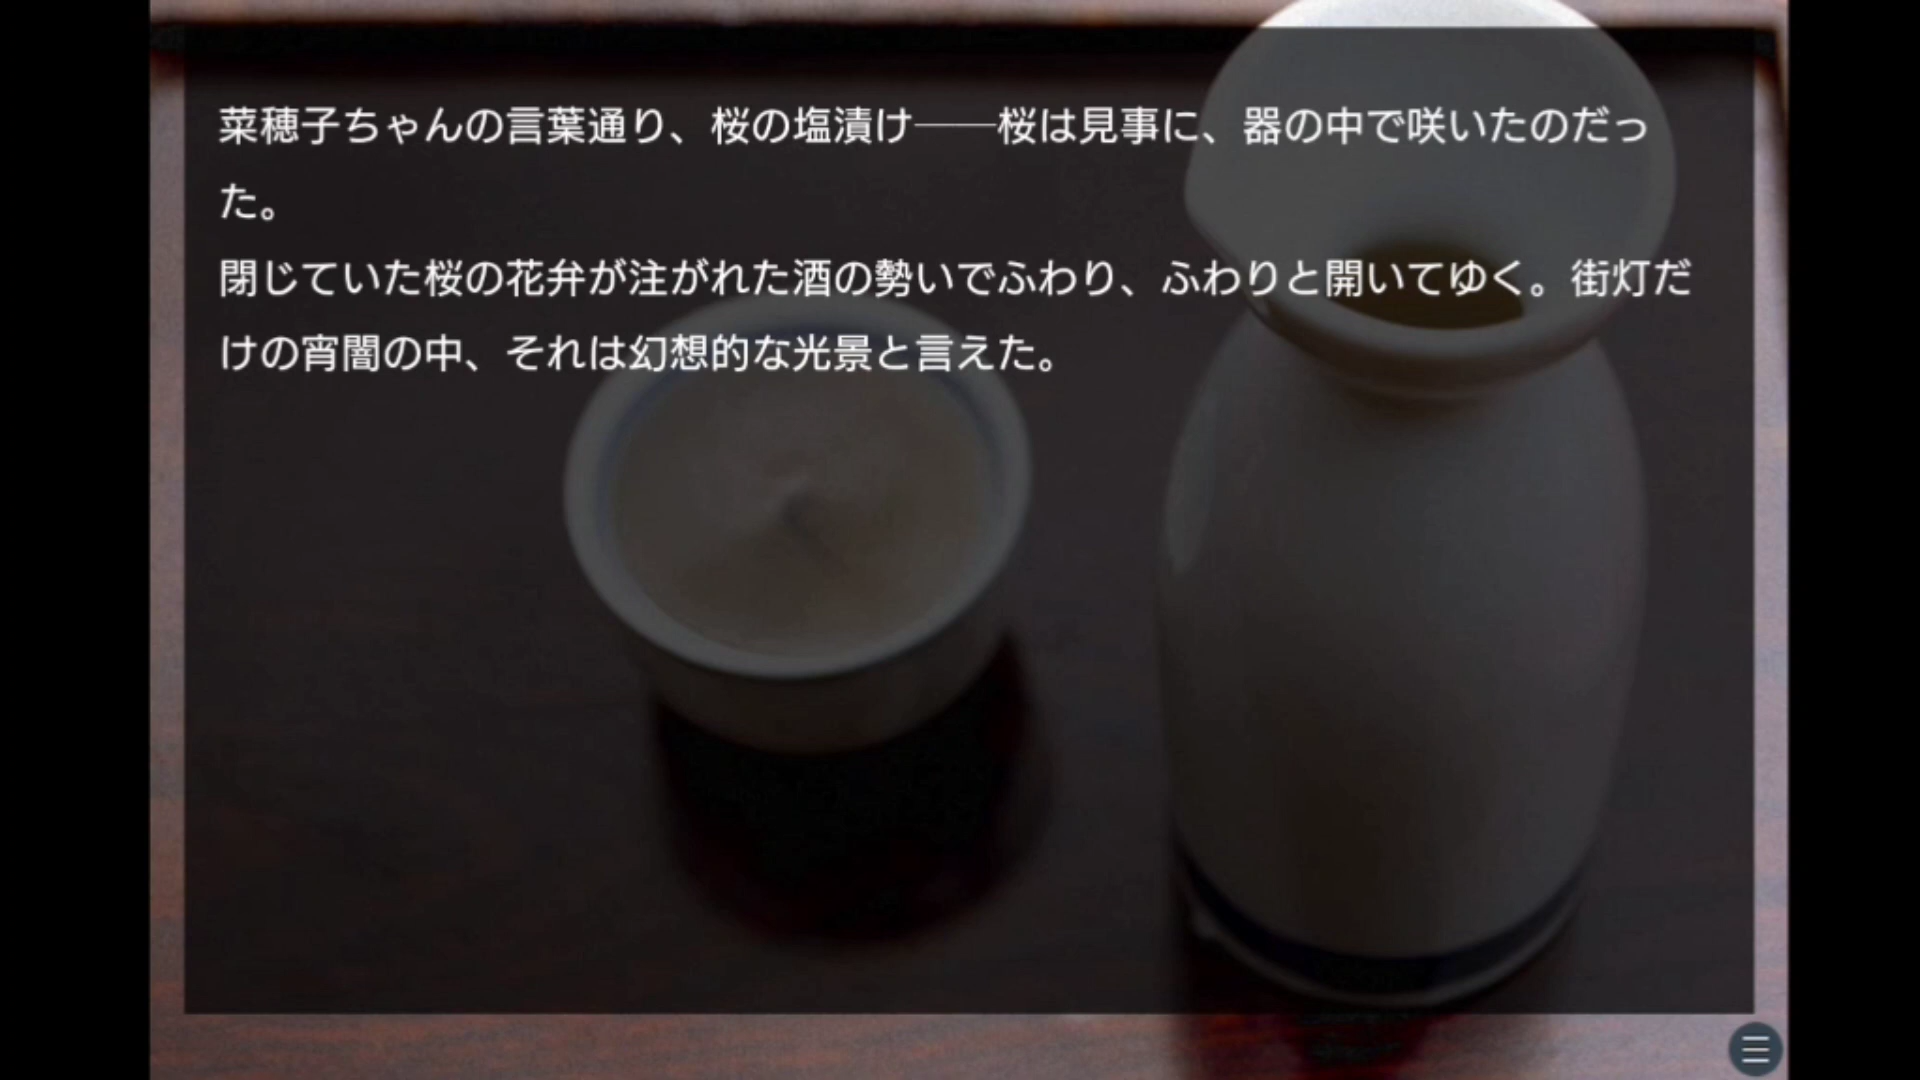 菜穂子ちゃんの言葉通り、桜の塩漬け――桜は見事に、器の中で咲いたのだっ
た。
閉じていた桜の花弁が注がれた酒の勢いでふわり、ふわりと開いてゆく。街灯だ
けの宵闇の中、それは幻想的な光景と言えた。